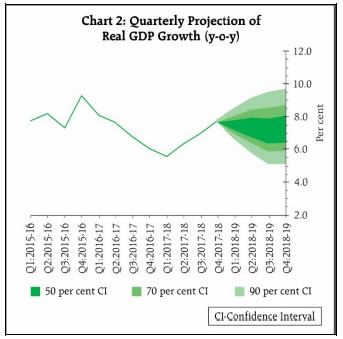 Chart 2: Quarterly Projection of
Real GDP Growth (y-o-y)
12.0
10.0
8.0
6.0
4.0
2.0
Per cent
Q1:2015-16
Q2:2015-16
Q3:2015-16
Q4:2015-16
Q1:2016-17
Q2:2016-17
Q3:2016-17
Q4:2016-17
Q1:2017-18
Q2:2017-18
Q3:2017-18
Q4:2017-18
Q1:2018-19
Q2:2018-19
Q3:2018-19
Q4:2018-19
50 per cent CI
70 per cent CI
90 per cent CI
CI-Confidence Interval